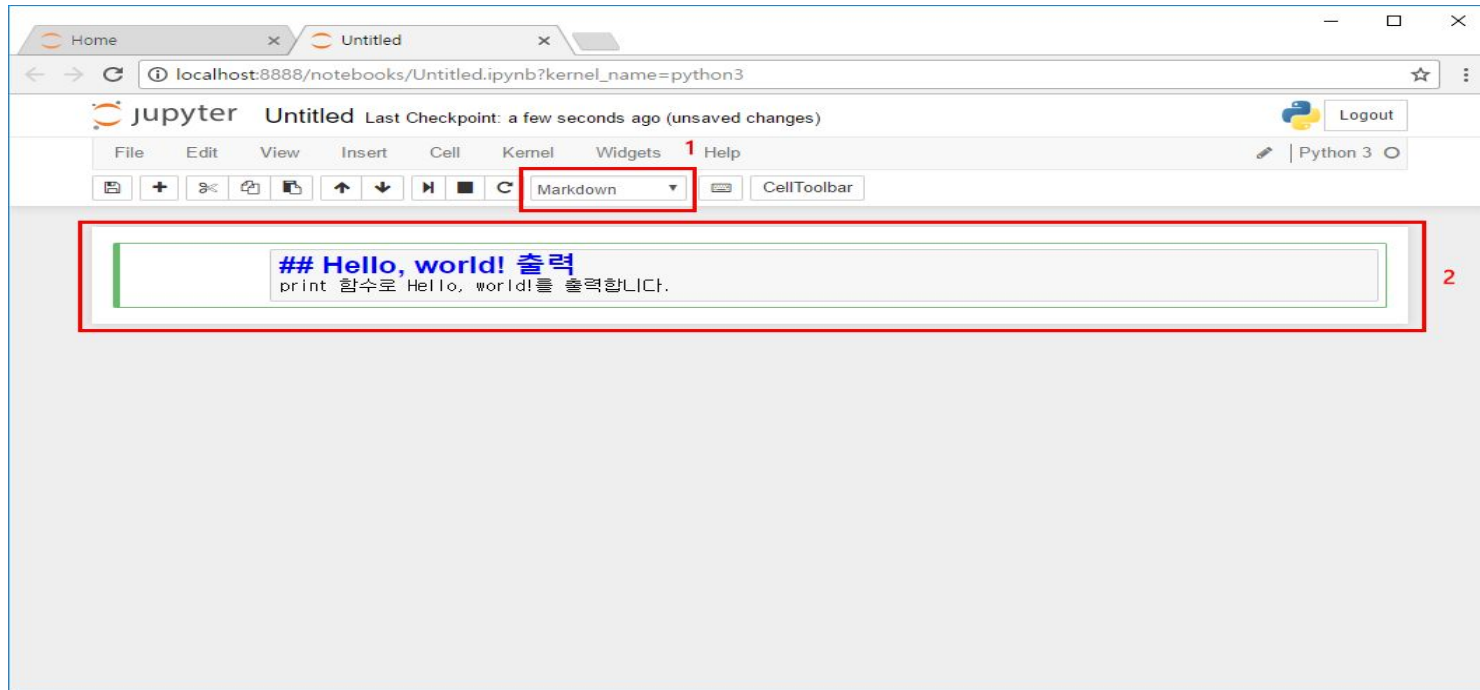 Home
Untitled
localhost:8888/notebooks/Untitled.ipynb?kernel_name=python3
jupyter Untitled Last Checkpoint: a few seconds ago (unsaved changes) Logout
File Edit View Insert Cell Kernel Widgets 1 Help Python 3
Markdown CellToolbar
## Hello, world! 출력
print 함수로 Hello, world!를 출력합니다.
2